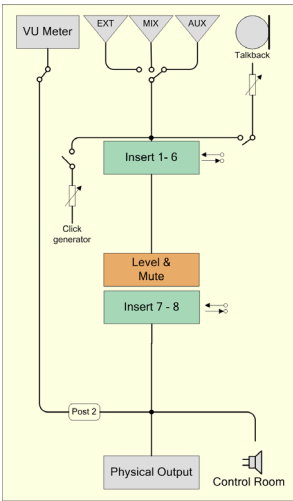 VU Meter
EXT
MIX
AUX
Talkback
Insert 1- 6
Click
generator
Level &
Mute
Insert 7 - 8
Post 2
Physical Output
Control Room